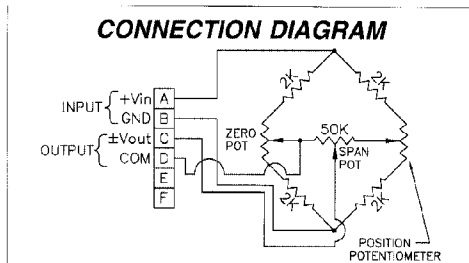 CONNECTION DIAGRAM
INPUT
+Vin
A
GND
B
OUTPUT
±Vout
C
COM
D
E
F
2K
2K
ZERO
POT
50K
SPAN
POT
2K
2K
POSITION
POTENTIOMETER